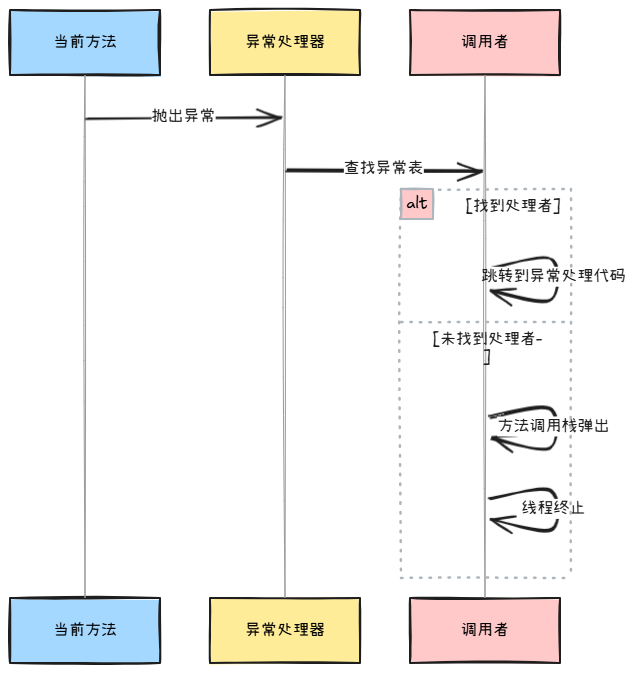 当前方法
异常处理器
调用者
抛出异常
查找异常表
alt
[找到处理者]
跳转到异常处理代码
[未找到处理者-
]
方法调用栈弹出
线程终止
当前方法
异常处理器
调用者